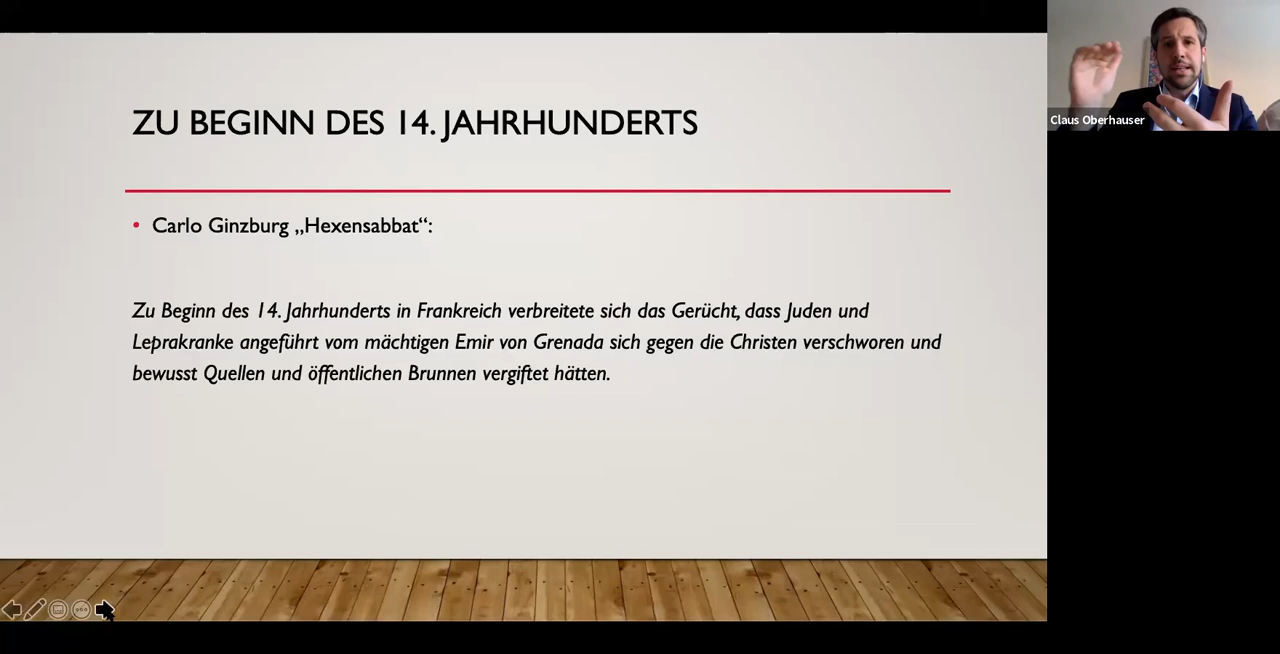 ZU BEGINN DES 14. JAHRHUNDERTS
• Carlo Ginzburg „Hexensabbat“:
Zu Beginn des 14. Jahrhunderts in Frankreich verbreitete sich das Gerücht, dass Juden und
Leprakranke angeführt vom mächtigen Emir von Grenada sich gegen die Christen verschworen und
bewusst Quellen und öffentlichen Brunnen vergiftet hätten.
Claus Oberhauser